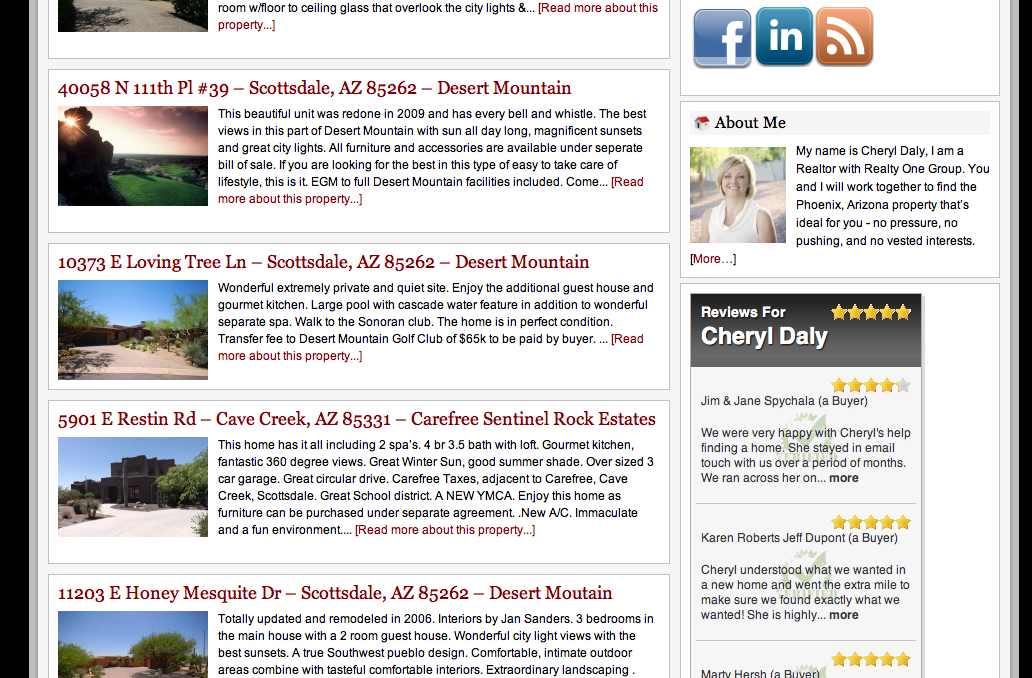 room w/floor to ceiling glass that overlook the city lights &... [Read more about this
property...]
40058 N 111th Pl #39 – Scottsdale, AZ 85262 – Desert Mountain
This beautiful unit was redone in 2009 and has every bell and whistle. The best
views in this part of Desert Mountain with sun all day long, magnificent sunsets
and great city lights. All furniture and accessories are available under seperate
bill of sale. If you are looking for the best in this type of easy to take care of
lifestyle, this is it. EGM to full Desert Mountain facilities included. Come... [Read
more about this property...]
10373 E Loving Tree Ln – Scottsdale, AZ 85262 – Desert Mountain
Wonderful extremely private and quiet site. Enjoy the additional guest house and
gourmet kitchen. Large pool with cascade water feature in addition to wonderful
separate spa. Walk to the Sonoran club. The home is in perfect condition.
Transfer fee to Desert Mountain Golf Club of $65k to be paid by buyer. ... [Read
more about this property...]
5901 E Restin Rd – Cave Creek, AZ 85331 – Carefree Sentinel Rock Estates
This home has it all including 2 spa's. 4 br 3.5 bath with loft. Gourmet kitchen,
fantastic 360 degree views. Great Winter Sun, good summer shade. Over sized 3
car garage. Great circular drive. Carefree Taxes, adjacent to Carefree, Cave
Creek, Scottsdale. Great School district. A NEW YMCA. Enjoy this home as
furniture can be purchased under separate agreement. .New A/C. Immaculate
and a fun environment.... [Read more about this property...]
11203 E Honey Mesquite Dr – Scottsdale, AZ 85262 – Desert Moutain
Totally updated and remodeled in 2006. Interiors by Jan Sanders. 3 bedrooms in
the main house with a 2 room guest house. Wonderful city light views with the
best sunsets. A true Southwest pueblo design. Comfortable, intimate outdoor
areas combine with tasteful comfortable interiors. Extraordinary landscaping .
f in
About Me
My name is Cheryl Daly, I am a
Realtor with Realty One Group. You
and I will work together to find the
Phoenix, Arizona property that's
ideal for you - no pressure, no
pushing, and no vested interests.
[More…]
Reviews For
Cheryl Daly
Jim & Jane Spychala (a Buyer)
We were very happy with Cheryl's help
finding a home. She stayed in email
touch with us over a period of months.
We ran across her on... more
VERIFIED
Karen Roberts Jeff Dupont (a Buyer)
Cheryl understood what we wanted in
a new home and went the extra mile to
make sure we found exactly what we
wanted! She is highly... more
VERIFIED
Marty Hersh (a Buyer)